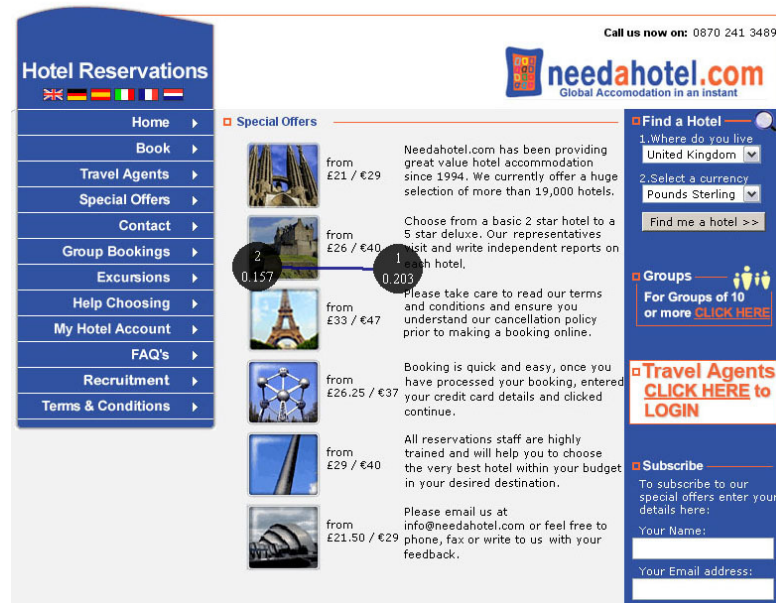 Call us now on: 0870 241 3489
Hotel Reservations
needahotel.com
Global Accomodation in an instant
Home
Book
Travel Agents
Special Offers
Contact
Group Bookings
Excursions
Help Choosing
My Hotel Account
FAQ's
Recruitment
Terms & Conditions
Special Offers
from
£21 / €29
Needahotel.com has been providing
great value hotel accommodation
since 1994. We currently offer a huge
selection of more than 19,000 hotels.
from
£26 / €40
Choose from a basic 2 star hotel to a
5 star deluxe. Our representatives
visit and write independent reports on
each hotel.
2
0.157
1
0.203
from
£33 / €47
Please take care to read our terms
and conditions and ensure you
understand our cancellation policy
prior to making a booking online.
from
£26.25 / €37
Booking is quick and easy, once you
have processed your booking, entered
your credit card details and clicked
continue.
from
£29 / €40
All reservations staff are highly
trained and will help you to choose
the very best hotel within your budget
in your desired destination.
from
£21.50 / €29
Please email us at
info@needahotel.com or feel free to
phone, fax or write to us with your
feedback.
Find a Hotel
1.Where do you live
United Kingdom
2.Select a currency
Pounds Sterling
Find me a hotel >>
Groups
For Groups of 10
or more CLICK HERE
Travel Agents
CLICK HERE to
LOGIN
Subscribe
To subscribe to our
special offers enter your
details here:
Your Name:
Your Email address: